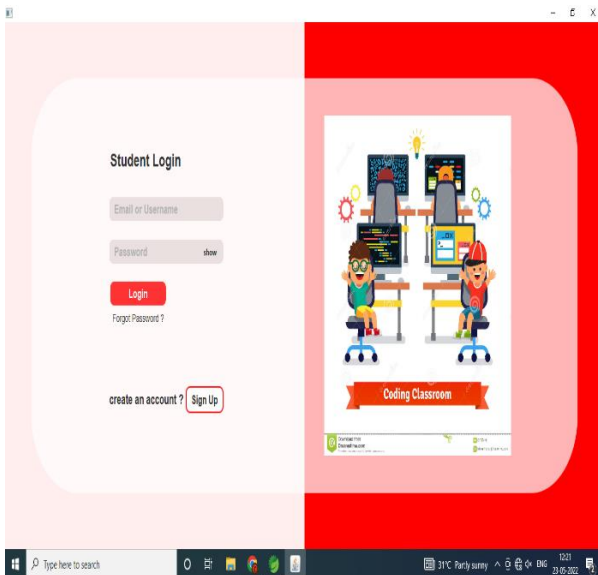 Student Login
Email or Username
Password show
Login
Forgot Password ?
create an account ? Sign Up
Coding Classroom
Type here to search
31°C Partly sunny ENG 12:21
23-05-2022
2